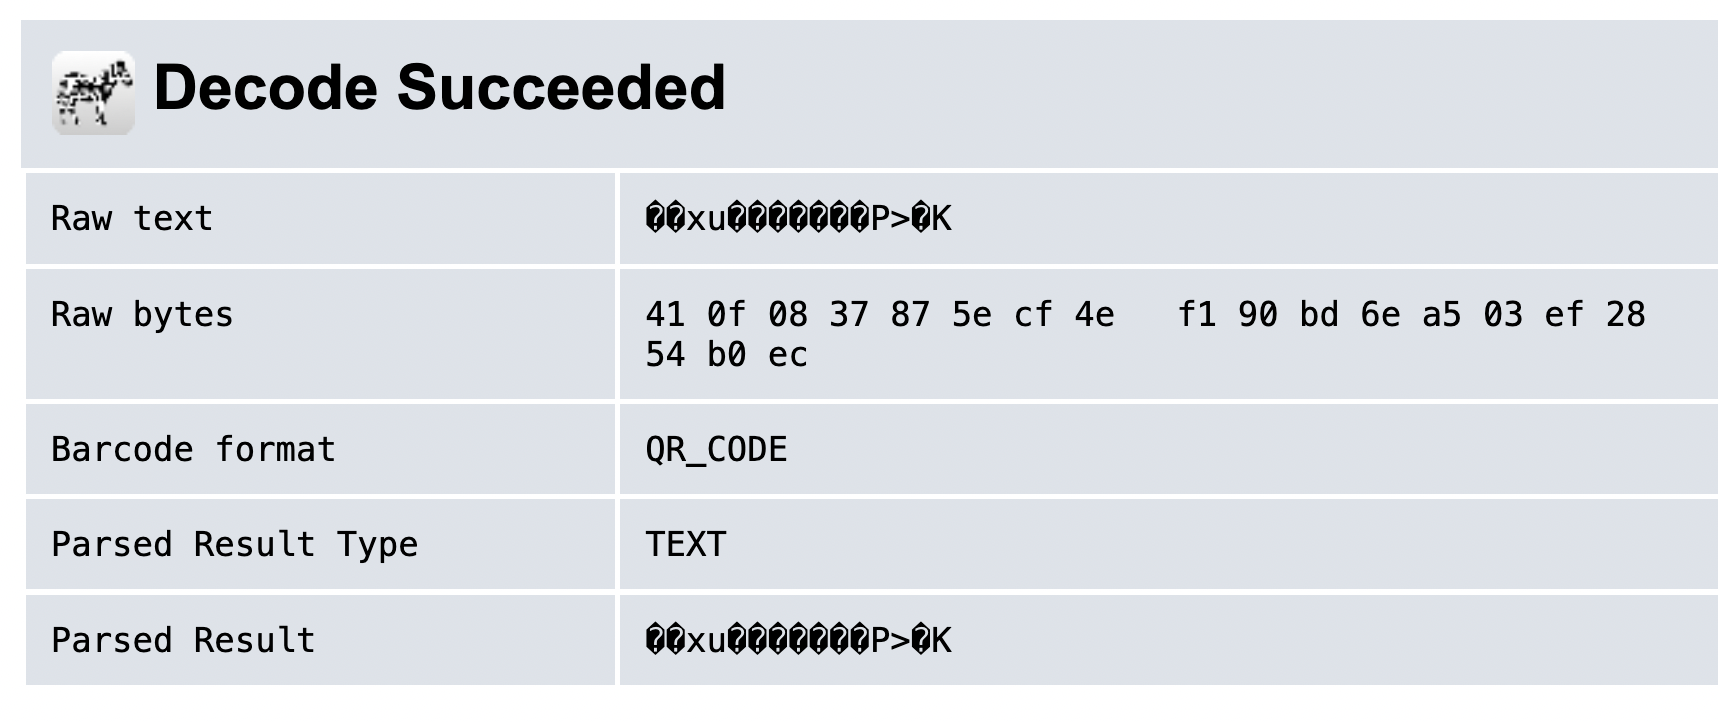 Decode Succeeded
Raw text
��xu�������P>�K
Raw bytes
41 0f 08 37 87 5e cf 4e   f1 90 bd 6e a5 03 ef 28
54 b0 ec
Barcode format
QR_CODE
Parsed Result Type
TEXT
Parsed Result
��xu�������P>�K